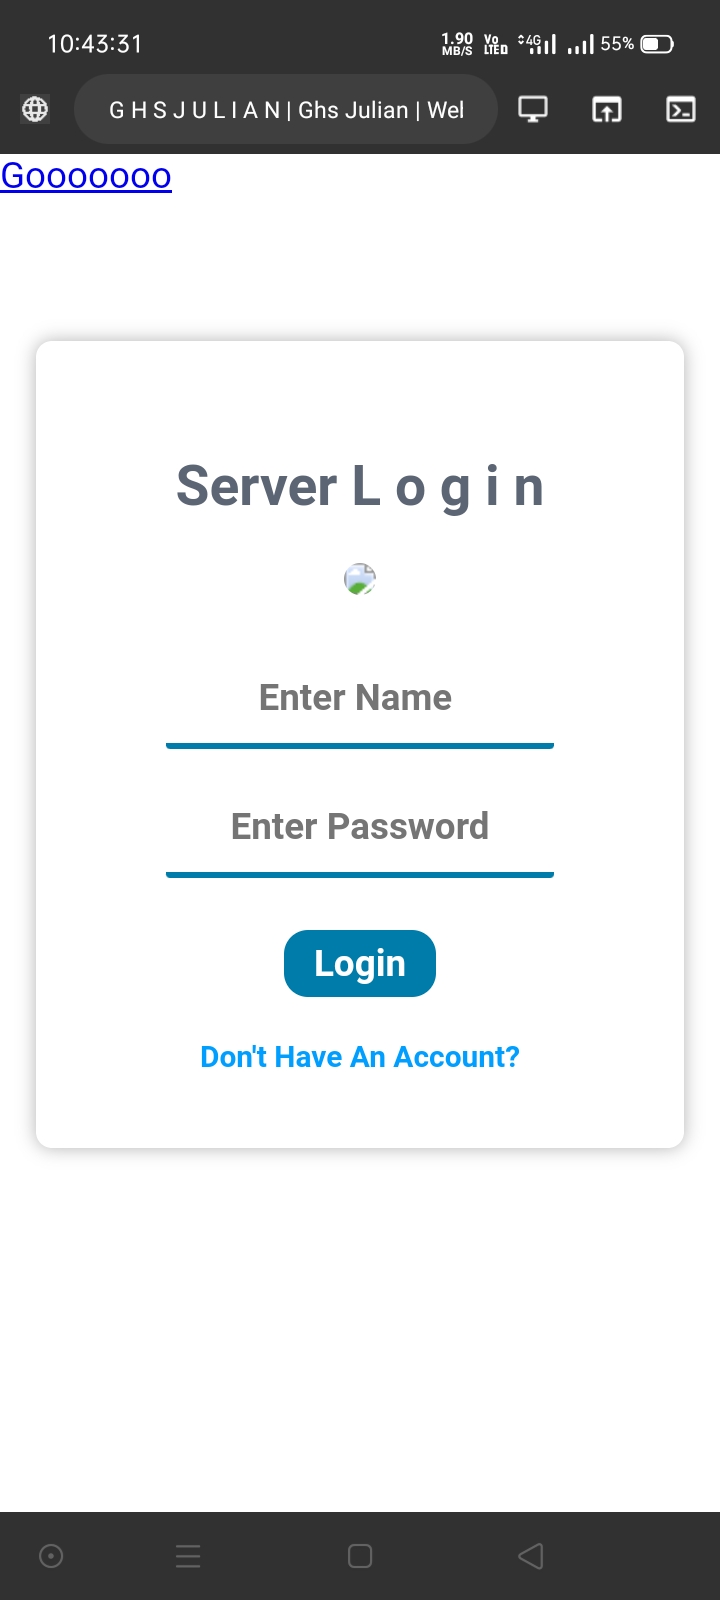 10:43:31 1.90 MB/S Vo LTE 4G 55%
G H S J U L I A N | Ghs Julian | Wel
Gooooooo
Server L o g i n
Enter Name
Enter Password
Login
Don't Have An Account?